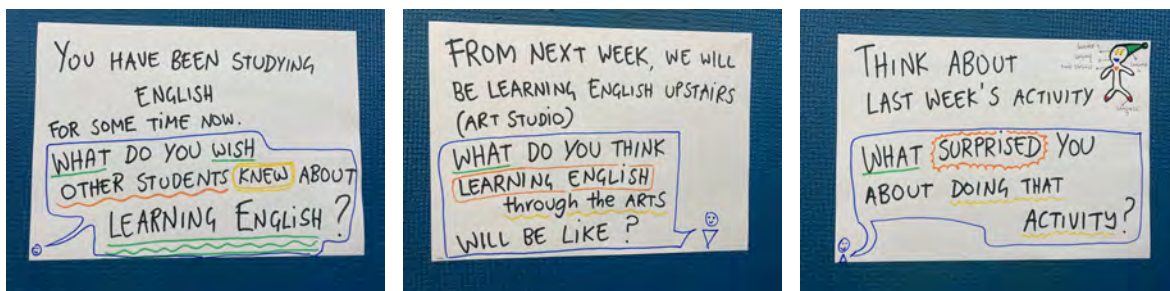 YOU HAVE BEEN STUDYING
ENGLISH
FOR SOME TIME NOW.
WHAT DO YOU WISH
OTHER STUDENTS KNEW ABOUT
LEARNING ENGLISH?
FROM NEXT WEEK, WE WILL
BE LEARNING ENGLISH UPSTAIRS
(ART STUDIO)
WHAT DO YOU THINK
LEARNING ENGLISH
through the ARTS
WILL BE LIKE?
THINK ABOUT
LAST WEEK'S ACTIVITY
WHAT SURPRISED YOU
ABOUT DOING THAT
ACTIVITY?